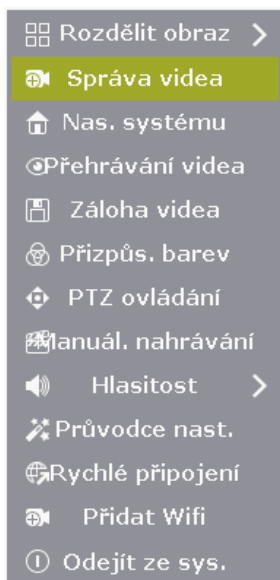 Rozdělit obraz
Správa videa
Nas. systému
Přehrávání videa
Záloha videa
Přizpůs. barev
PTZ ovládání
Manuál. nahrávání
Hlasitost
Průvodce nast.
Rychlé připojení
Přidat Wifi
Odejít ze sys.